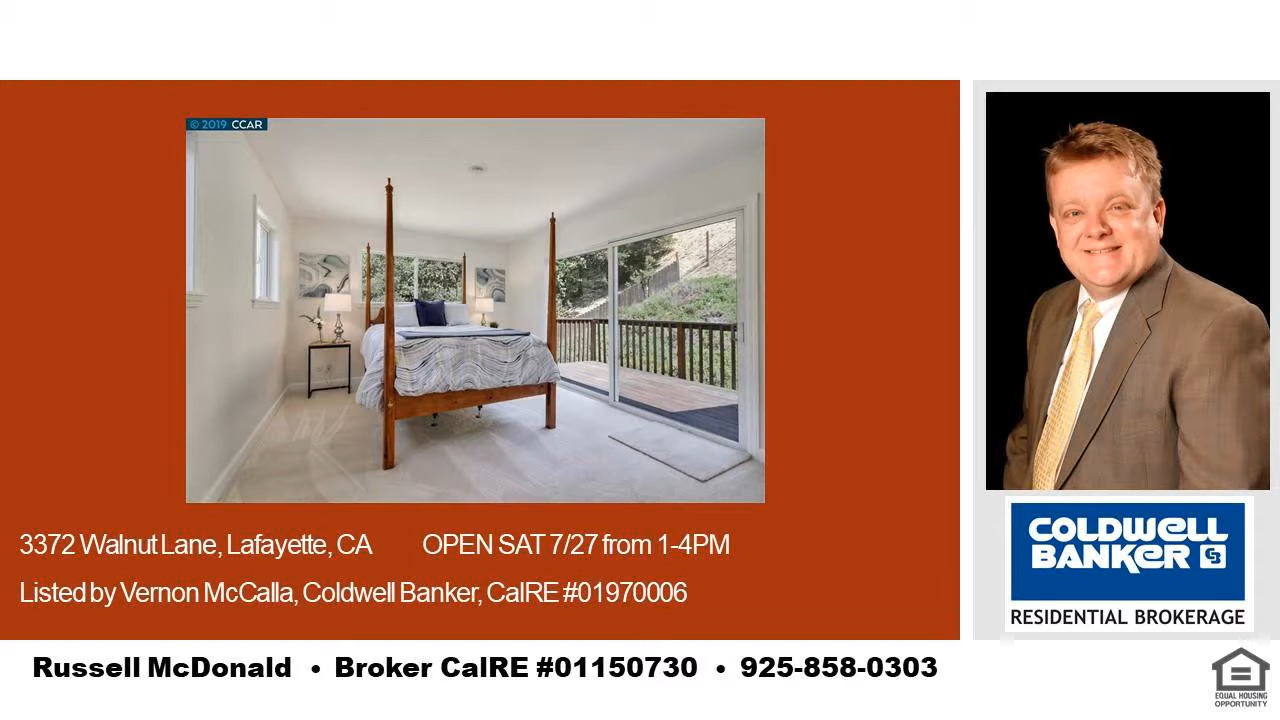 © 2019 CCAR
3372 Walnut Lane, Lafayette, CA OPEN SAT 7/27 from 1-4PM
Listed by Vernon McCalla, Coldwell Banker, CalRE #01970006
COLDWELL
BANKER CB
RESIDENTIAL BROKERAGE
Russell McDonald • Broker CalRE #01150730 • 925-858-0303
EQUAL HOUSING
OPPORTUNITY